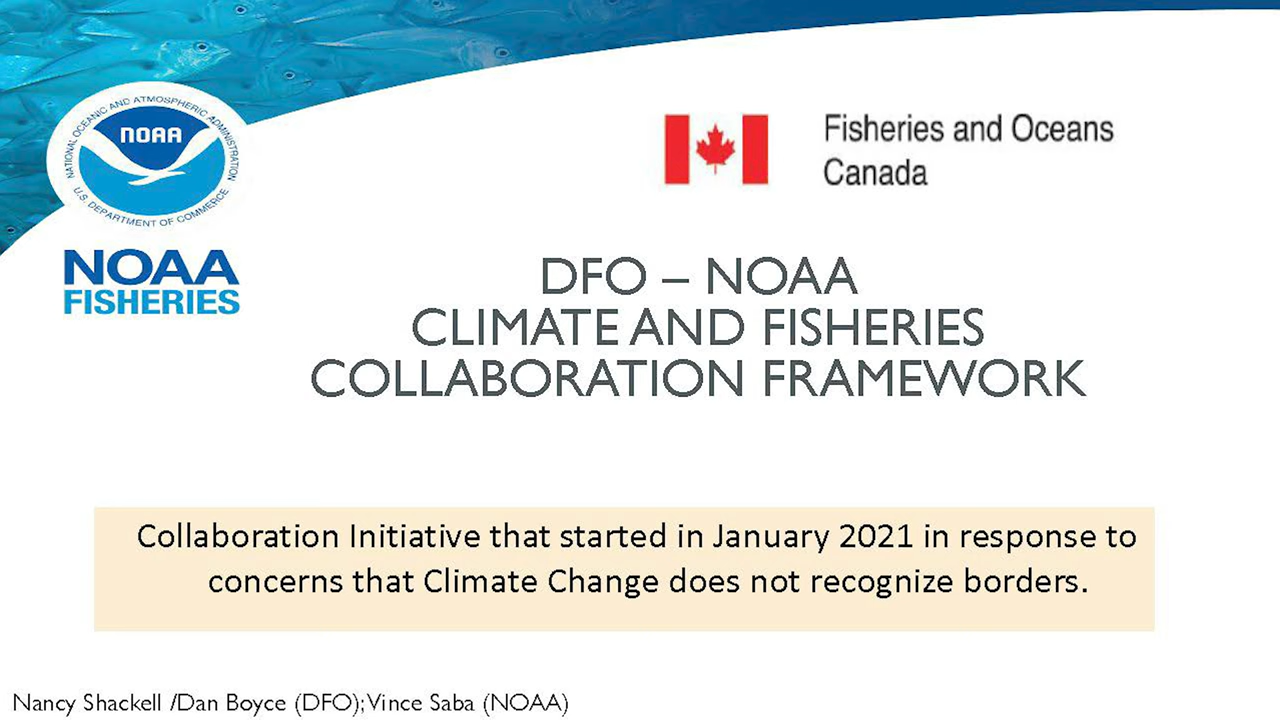 NATIONAL OCEANIC AND ATMOSPHERIC ADMINISTRATION
NOAA
U.S. DEPARTMENT OF COMMERCE
NOAA
FISHERIES
Fisheries and Oceans
Canada
DFO – NOAA
CLIMATE AND FISHERIES
COLLABORATION FRAMEWORK
Collaboration Initiative that started in January 2021 in response to
concerns that Climate Change does not recognize borders.
Nancy Shackell /Dan Boyce (DFO); Vince Saba (NOAA)